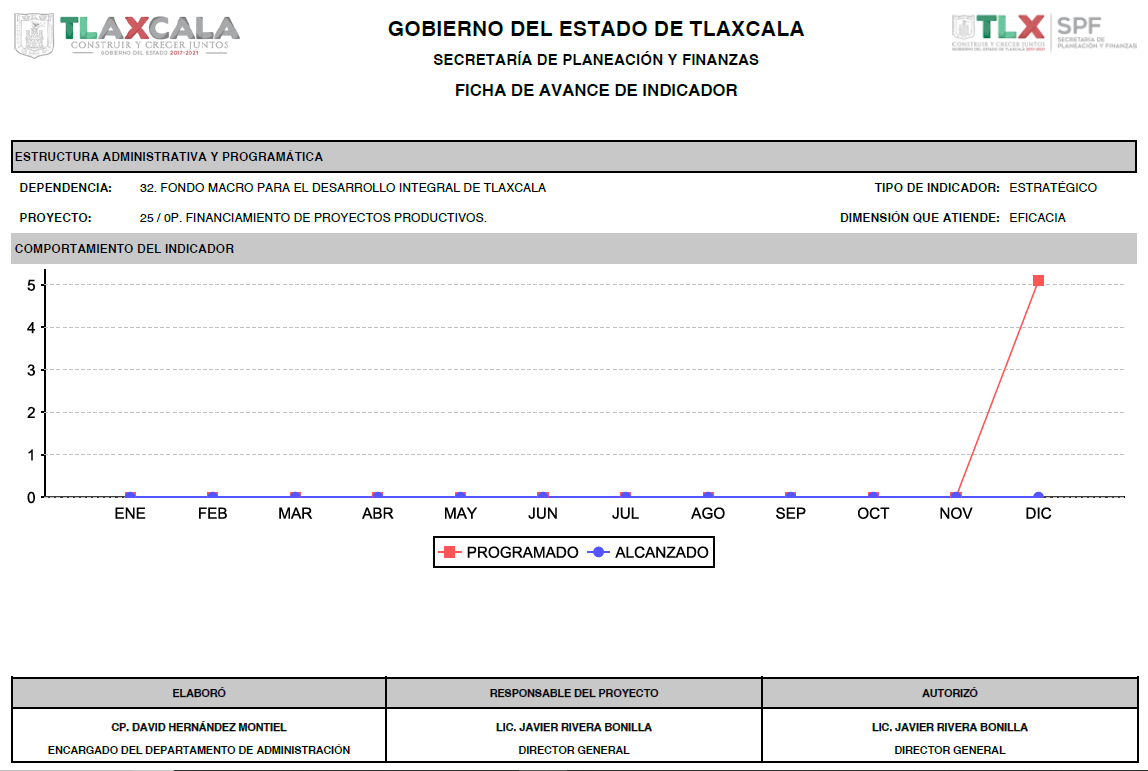 TLAXCALA
CONSTRUIR Y CRECER JUNTOS
GOBIERNO DEL ESTADO 2017-2021
GOBIERNO DEL ESTADO DE TLAXCALA
SECRETARÍA DE PLANEACIÓN Y FINANZAS
FICHA DE AVANCE DE INDICADOR
TLX
CONSTRUIR Y CRECER JUNTOS
SPF
SECRETARÍA DE
PLANEACIÓN Y FINANZAS
ESTRUCTURA ADMINISTRATIVA Y PROGRAMÁTICA
DEPENDENCIA: 32. FONDO MACRO PARA EL DESARROLLO INTEGRAL DE TLAXCALA TIPO DE INDICADOR: ESTRATÉGICO
PROYECTO: 25 / 0P. FINANCIAMIENTO DE PROYECTOS PRODUCTIVOS. DIMENSIÓN QUE ATIENDE: EFICACIA
COMPORTAMIENTO DEL INDICADOR
5
4
3
2
1
0
ENE FEB MAR ABR MAY JUN JUL AGO SEP OCT NOV DIC
PROGRAMADO ALCANZADO
ELABORÓ RESPONSABLE DEL PROYECTO AUTORIZÓ
CP. DAVID HERNÁNDEZ MONTIEL LIC. JAVIER RIVERA BONILLA LIC. JAVIER RIVERA BONILLA
ENCARGADO DEL DEPARTAMENTO DE ADMINISTRACIÓN DIRECTOR GENERAL DIRECTOR GENERAL